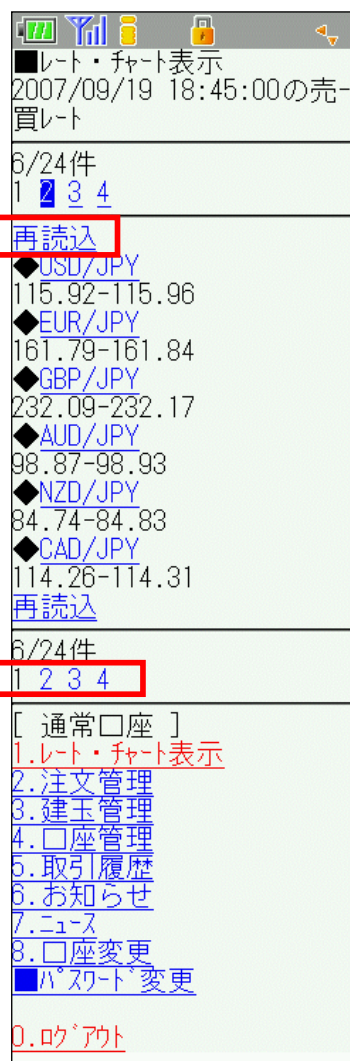 ■ﾚｰﾄ・ﾁｬｰﾄ表示
2007/09/19 18:45:00の売-
買ﾚｰﾄ
6/24件
1 2 3 4
再読込
◆USD/JPY
115.92-115.96
◆EUR/JPY
161.79-161.84
◆GBP/JPY
232.09-232.17
◆AUD/JPY
98.87-98.93
◆NZD/JPY
84.74-84.83
◆CAD/JPY
114.26-114.31
再読込
6/24件
1 2 3 4
[ 通常口座 ]
1.ﾚｰﾄ・ﾁｬｰﾄ表示
2.注文管理
3.建玉管理
4.口座管理
5.取引履歴
6.お知らせ
7.ﾆｭｰｽ
8.口座変更
■ﾊﾟｽﾜｰﾄﾞ変更
0.ﾛｸﾞｱｳﾄ